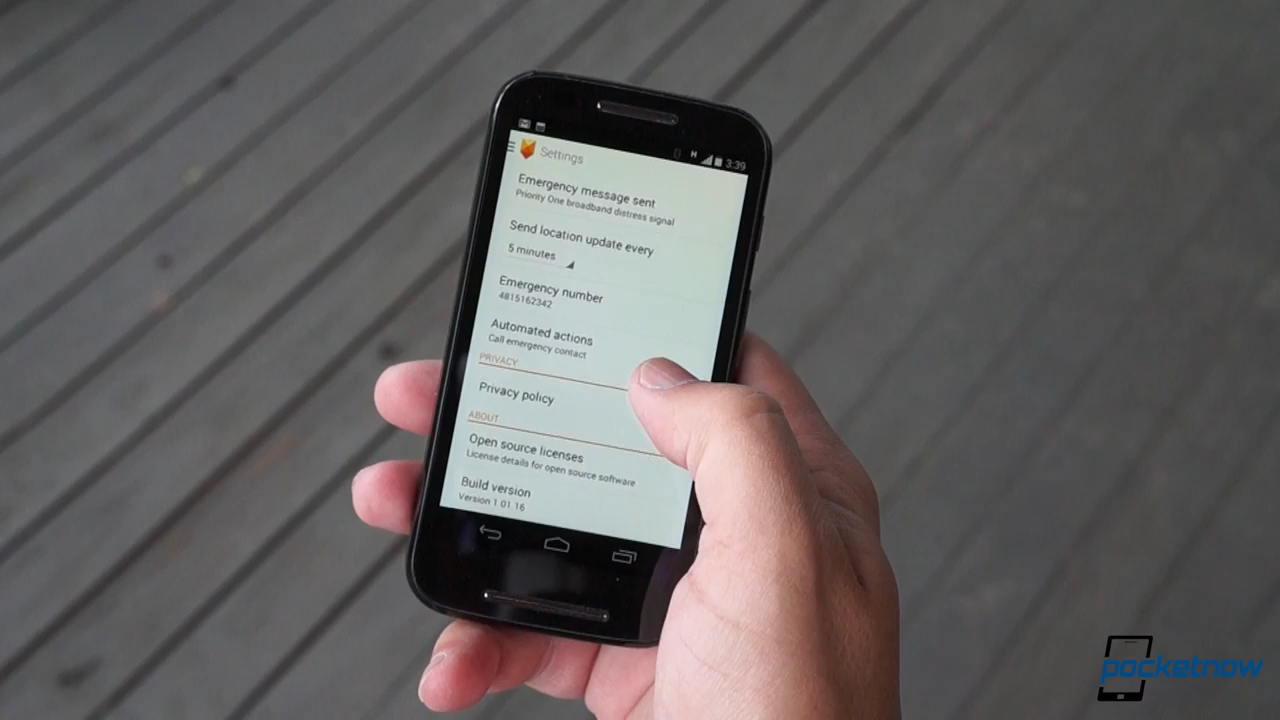 H 3:39
Settings
Emergency message sent
Priority One broadband distress signal
Send location update every
5 minutes
Emergency number
4815162342
Automated actions
Call emergency contact
PRIVACY
Privacy policy
ABOUT
Open source licenses
License details for open source software
Build version
Version 1.01.16
pocketnow